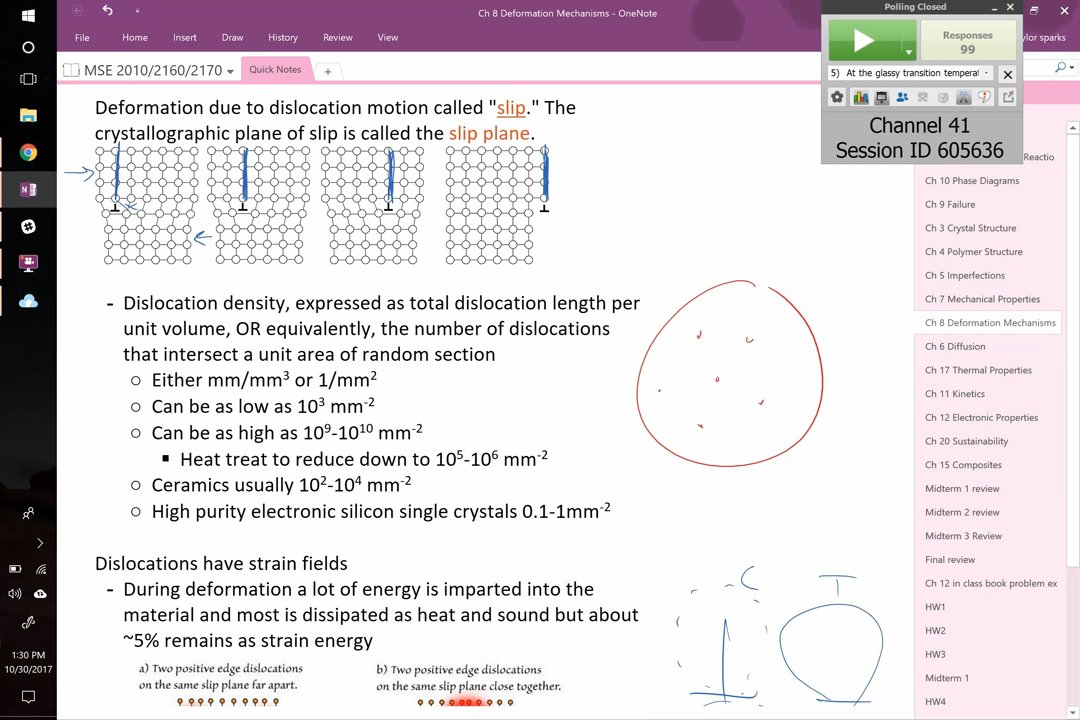 Ch 8 Deformation Mechanisms - OneNote
Polling Closed
File Home Insert Draw History Review View
Responses
99
ylor sparks
MSE 2010/2160/2170
Quick Notes
5) At the glassy transition temperat
Channel 41
Session ID 605636
Deformation due to dislocation motion called "slip." The
crystallographic plane of slip is called the slip plane.
- Dislocation density, expressed as total dislocation length per
unit volume, OR equivalently, the number of dislocations
that intersect a unit area of random section
○ Either mm/mm³ or 1/mm²
○ Can be as low as 10³ mm⁻²
○ Can be as high as 10⁹-10¹⁰ mm⁻²
▪ Heat treat to reduce down to 10⁵-10⁶ mm⁻²
○ Ceramics usually 10²-10⁴ mm⁻²
○ High purity electronic silicon single crystals 0.1-1mm⁻²
Dislocations have strain fields
- During deformation a lot of energy is imparted into the
material and most is dissipated as heat and sound but about
~5% remains as strain energy
a) Two positive edge dislocations
on the same slip plane far apart.
b) Two positive edge dislocations
on the same slip plane close together.
C
T
Reactio
Ch 10 Phase Diagrams
Ch 9 Failure
Ch 3 Crystal Structure
Ch 4 Polymer Structure
Ch 5 Imperfections
Ch 7 Mechanical Properties
Ch 8 Deformation Mechanisms
Ch 6 Diffusion
Ch 17 Thermal Properties
Ch 11 Kinetics
Ch 12 Electronic Properties
Ch 20 Sustainability
Ch 15 Composites
Midterm 1 review
Midterm 2 review
Midterm 3 Review
Final review
Ch 12 in class book problem ex
HW1
HW2
HW3
Midterm 1
HW4
1:30 PM
10/30/2017